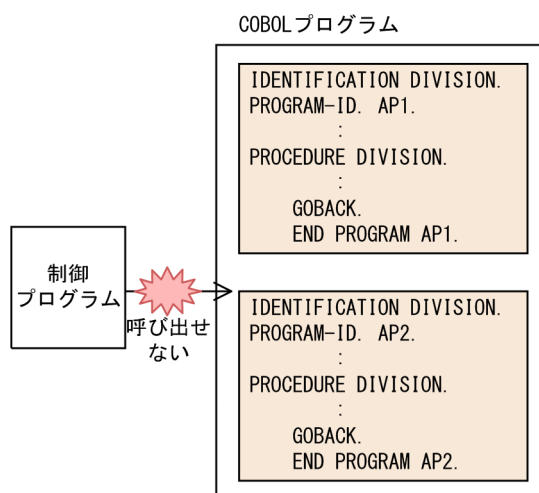 COBOLプログラム
IDENTIFICATION DIVISION.
PROGRAM-ID. AP1.
:
PROCEDURE DIVISION.
:
GOBACK.
END PROGRAM AP1.
制御
プログラム
呼び出せ
ない
IDENTIFICATION DIVISION.
PROGRAM-ID. AP2.
:
PROCEDURE DIVISION.
:
GOBACK.
END PROGRAM AP2.